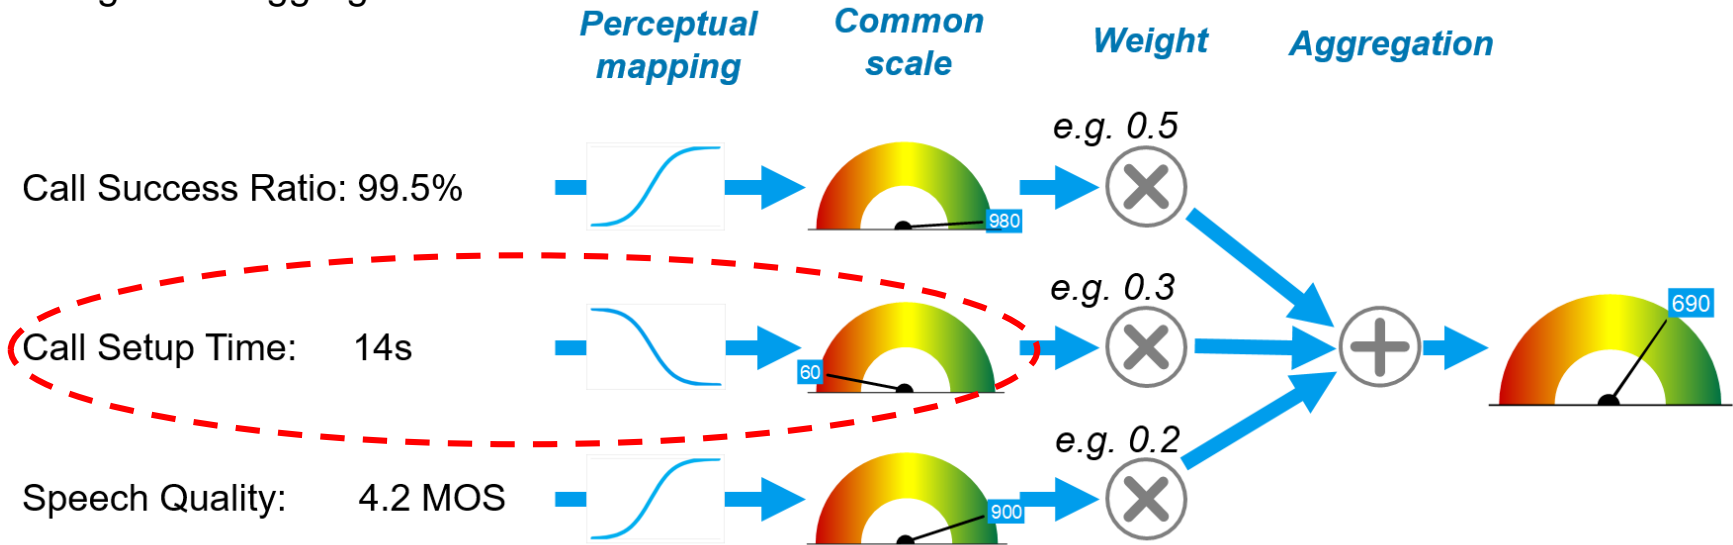 Perceptual mapping
Common scale
Weight
Aggregation
e.g. 0.5
Call Success Ratio: 99.5%
980
e.g. 0.3
Call Setup Time: 14s
60
690
e.g. 0.2
Speech Quality: 4.2 MOS
900